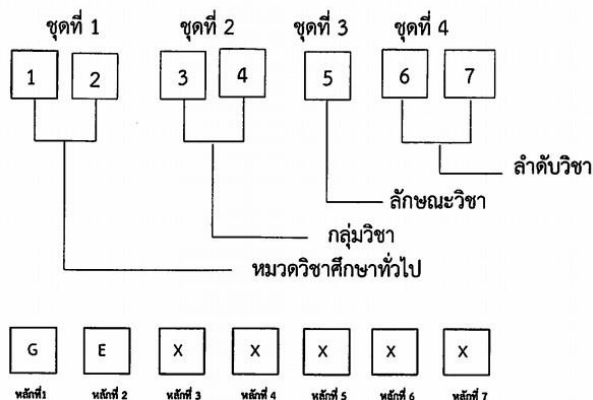 ชุดที่ 1 ชุดที่ 2 ชุดที่ 3 ชุดที่ 4
1 2 3 4 5 6 7
ลำดับวิชา
ลักษณะวิชา
กลุ่มวิชา
หมวดวิชาศึกษาทั่วไป
G E X X X X X
หลักที่1 หลักที่ 2 หลักที่ 3 หลักที่ 4 หลักที่ 5 หลักที่ 6 หลักที่ 7